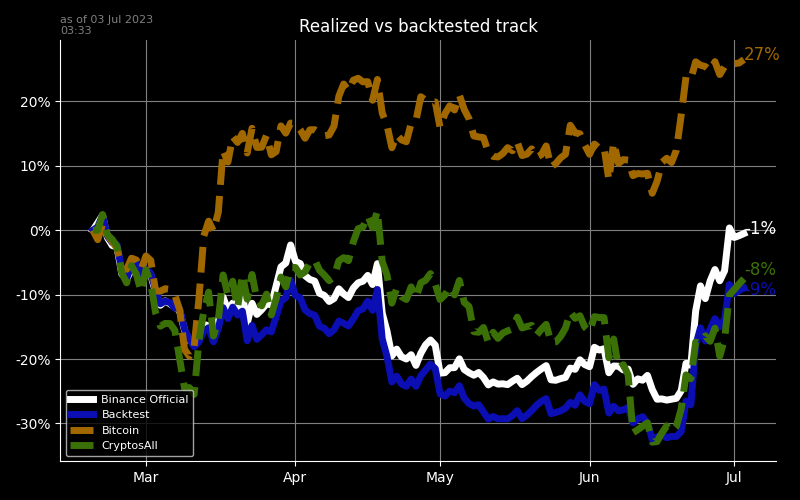 as of 03 Jul 2023
03:33
Realized vs backtested track
27%
20%
10%
0%
-1%
-8%
-9%
-10%
-20%
-30%
Binance Official
Backtest
Bitcoin
CryptosAll
Mar
Apr
May
Jun
Jul